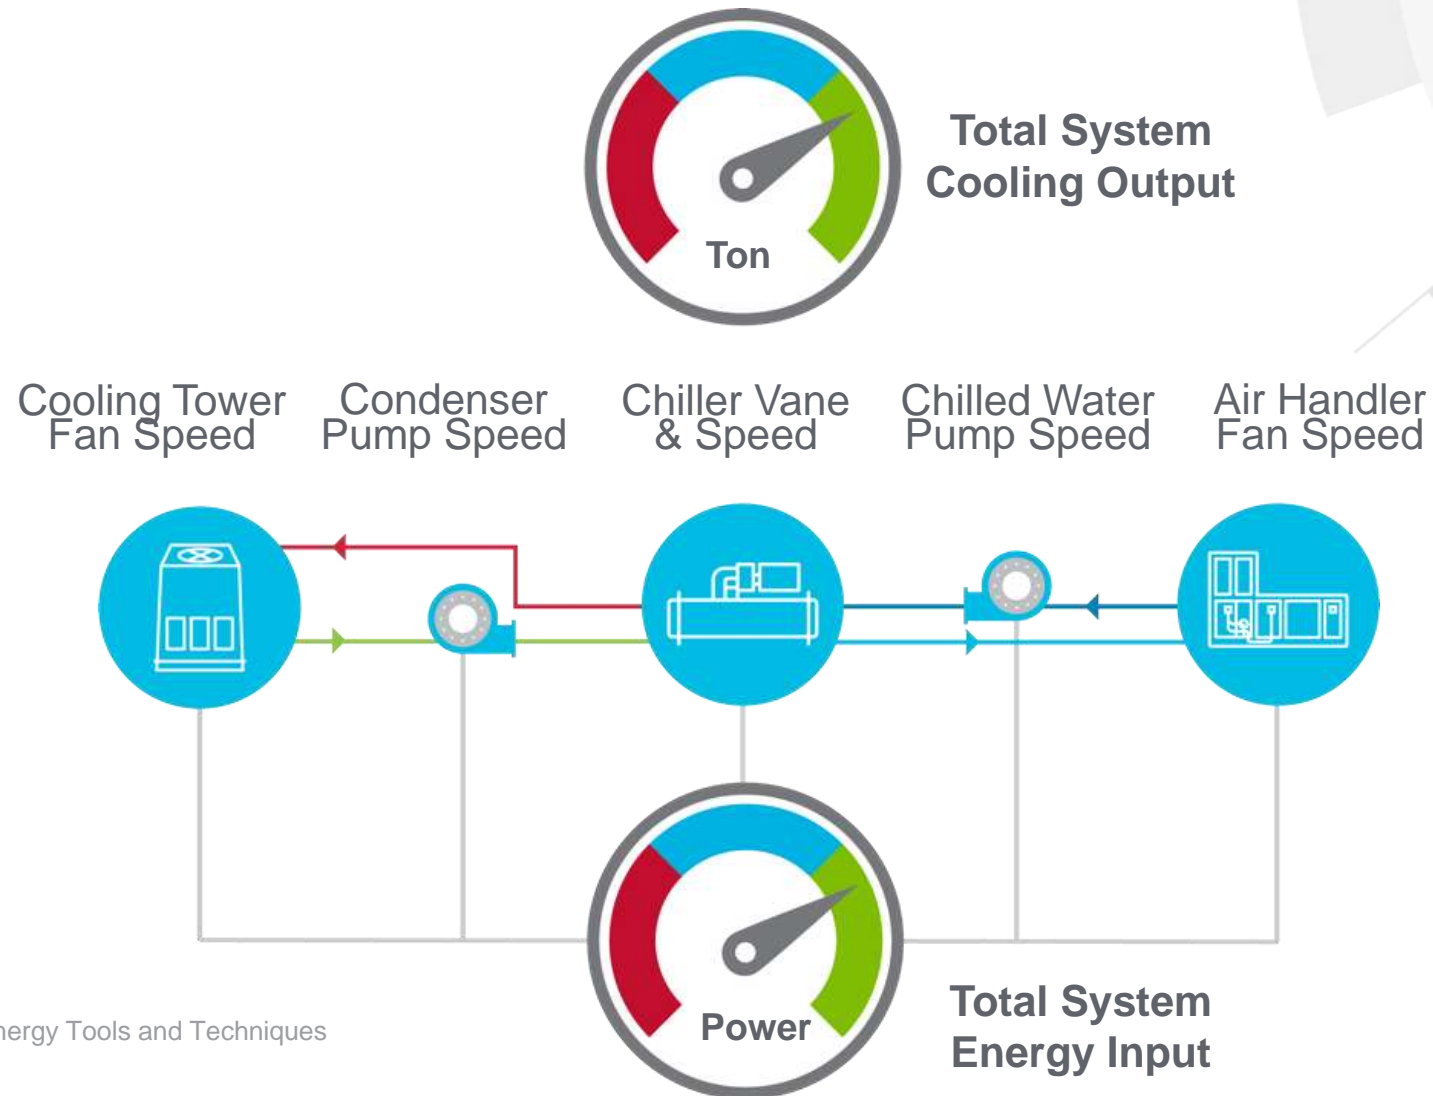 Total System
Cooling Output
Ton
Cooling Tower
Fan Speed
Condenser
Pump Speed
Chiller Vane
& Speed
Chilled Water
Pump Speed
Air Handler
Fan Speed
Power
Total System
Energy Input
nergy Tools and Techniques